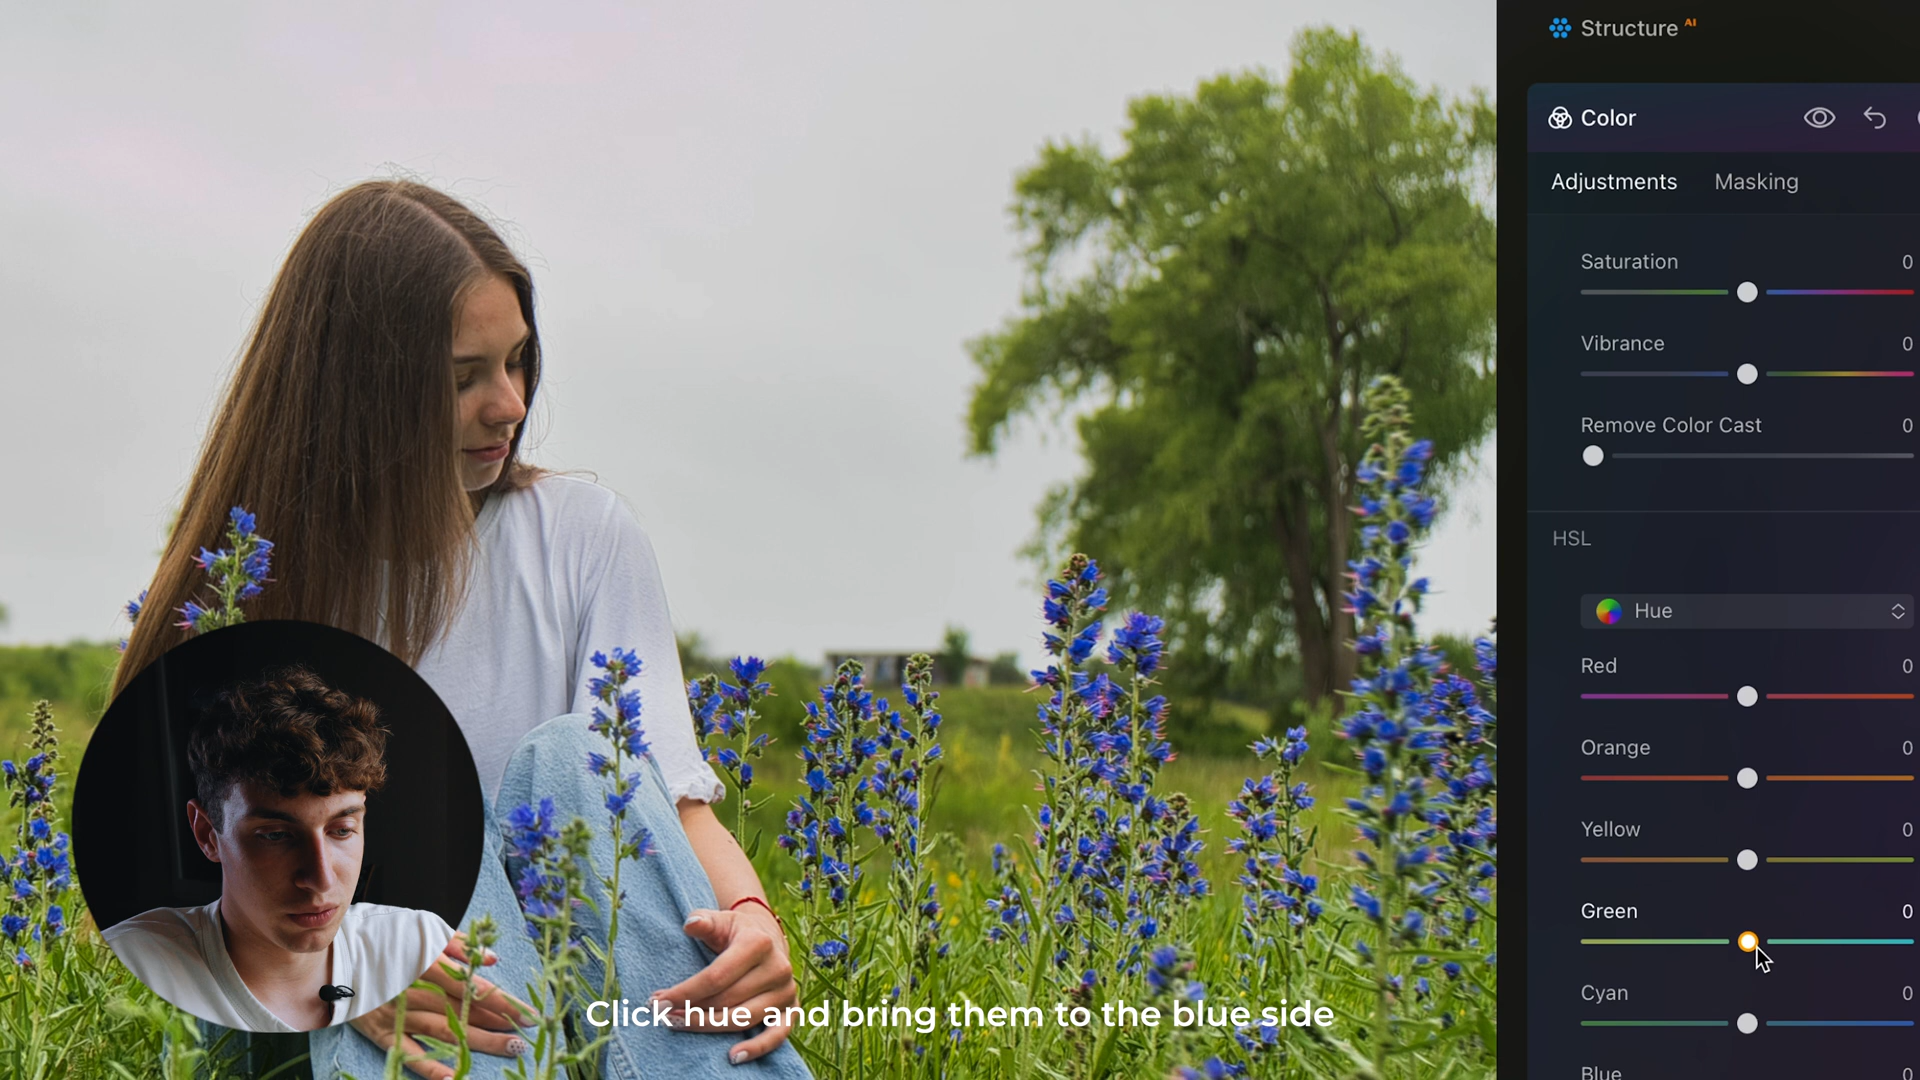 Structure AI
Color
Adjustments Masking
Saturation 0
Vibrance 0
Remove Color Cast 0
HSL
Hue
Red 0
Orange 0
Yellow 0
Green 0
Cyan 0
Blue 0
Click hue and bring them to the blue side